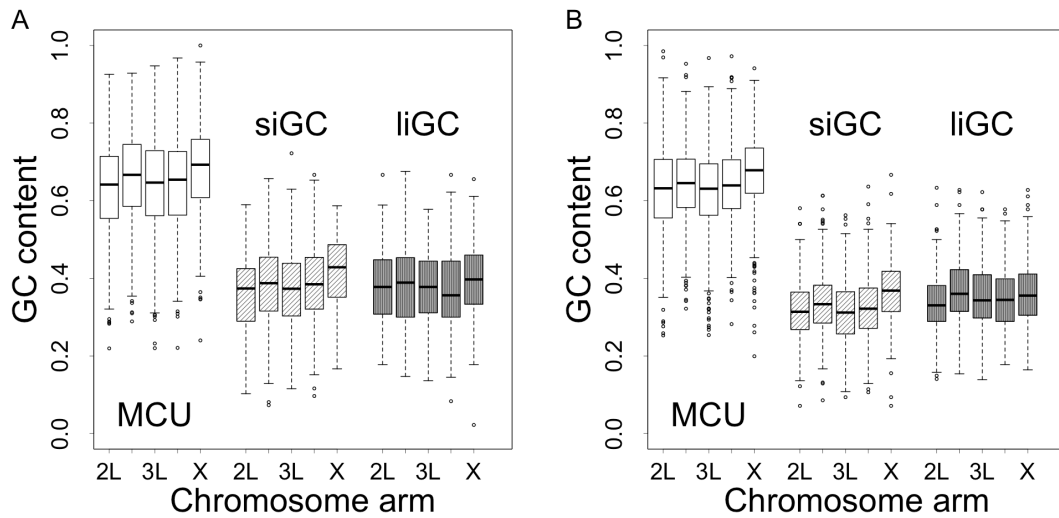 A
GC content
0.0 0.2 0.4 0.6 0.8 1.0
siGC
liGC
MCU
2L 3L X 2L 3L X 2L 3L X
Chromosome arm
B
GC content
0.0 0.2 0.4 0.6 0.8 1.0
siGC
liGC
MCU
2L 3L X 2L 3L X 2L 3L X
Chromosome arm